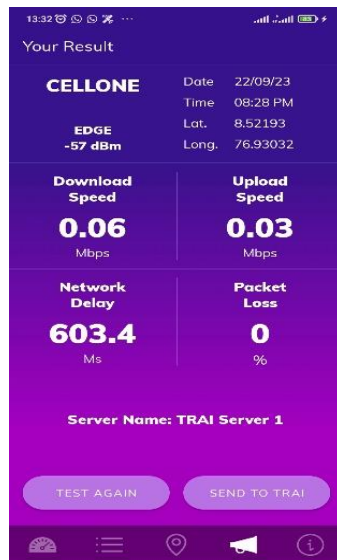 13:32
Your Result
CELLONE
EDGE
-57 dBm
Date 22/09/23
Time 08:28 PM
Lat. 8.52193
Long. 76.93032
Download
Speed
0.06
Mbps
Upload
Speed
0.03
Mbps
Network
Delay
603.4
Ms
Packet
Loss
0
%
Server Name: TRAI Server 1
TEST AGAIN
SEND TO TRAI